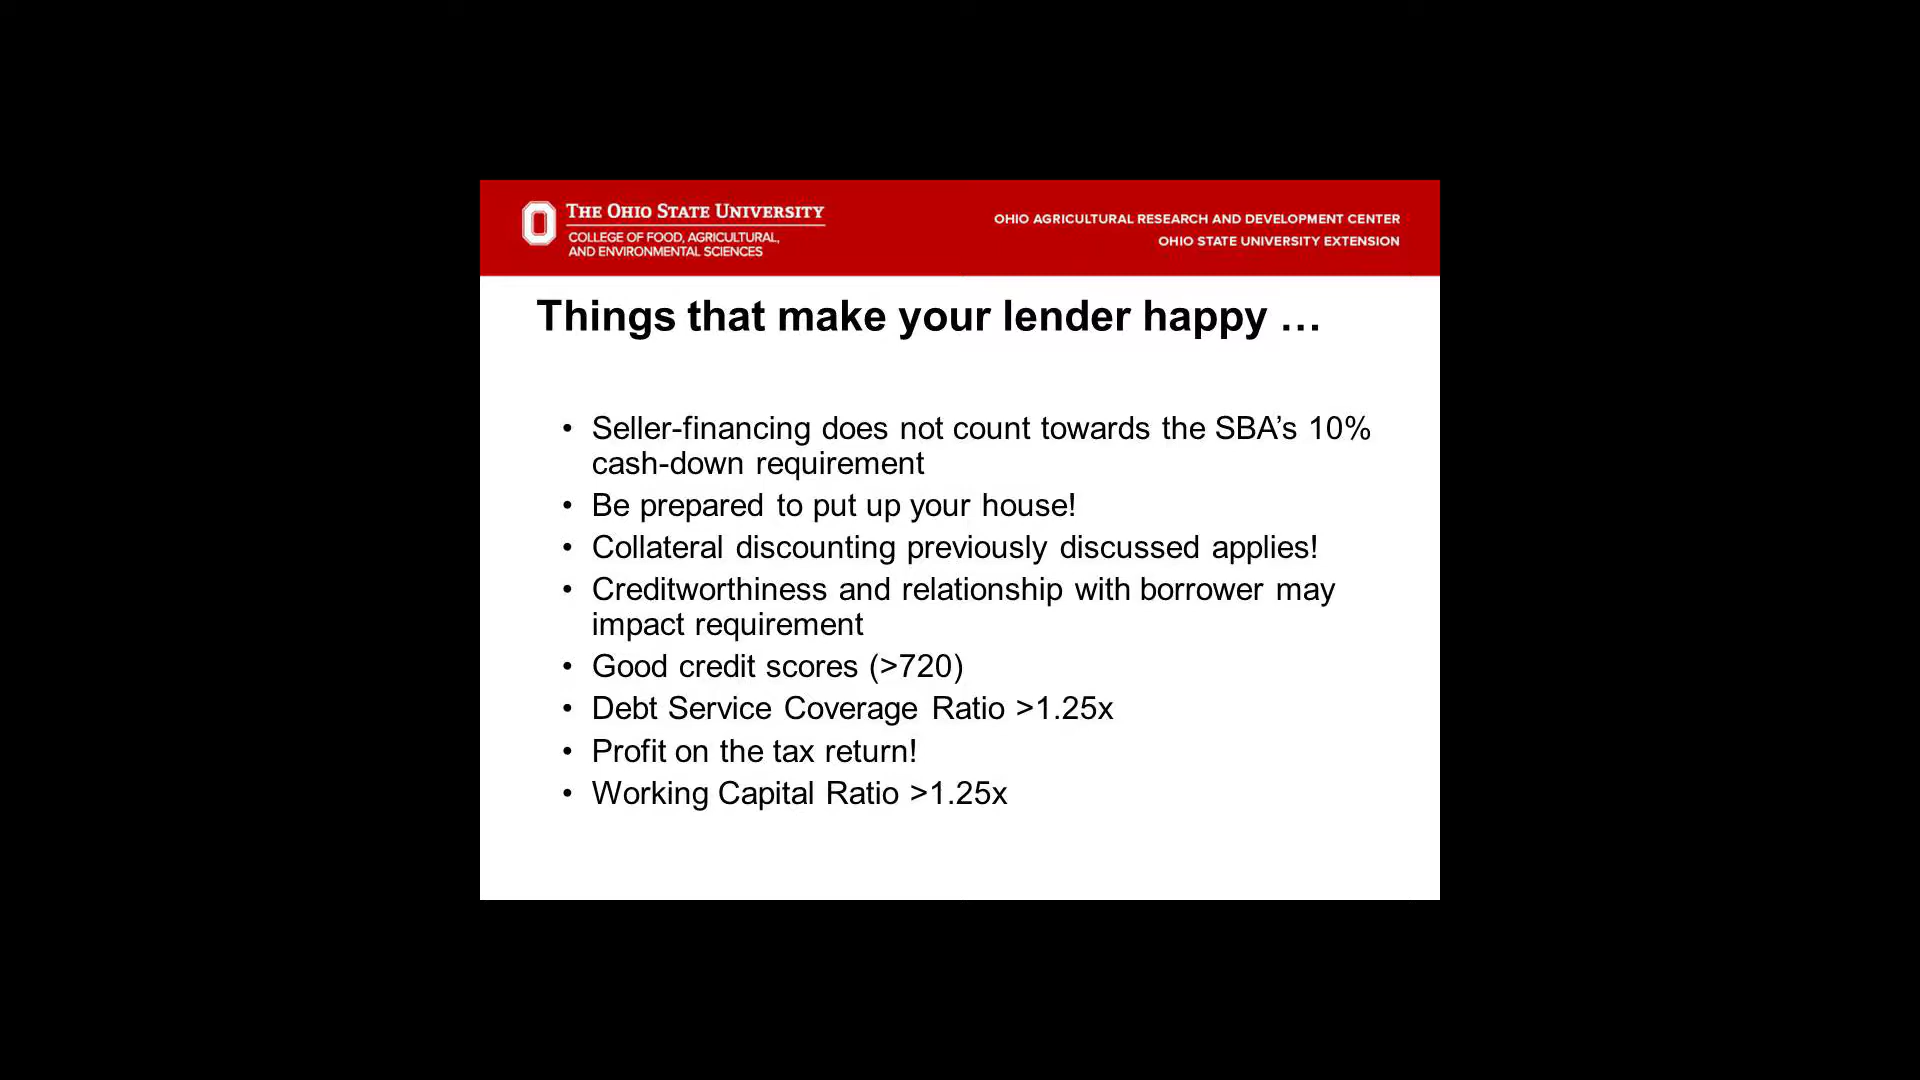 THE OHIO STATE UNIVERSITY
COLLEGE OF FOOD, AGRICULTURAL,
AND ENVIRONMENTAL SCIENCES
OHIO AGRICULTURAL RESEARCH AND DEVELOPMENT CENTER
OHIO STATE UNIVERSITY EXTENSION
Things that make your lender happy …
• Seller-financing does not count towards the SBA’s 10%
cash-down requirement
• Be prepared to put up your house!
• Collateral discounting previously discussed applies!
• Creditworthiness and relationship with borrower may
impact requirement
• Good credit scores (>720)
• Debt Service Coverage Ratio >1.25x
• Profit on the tax return!
• Working Capital Ratio >1.25x